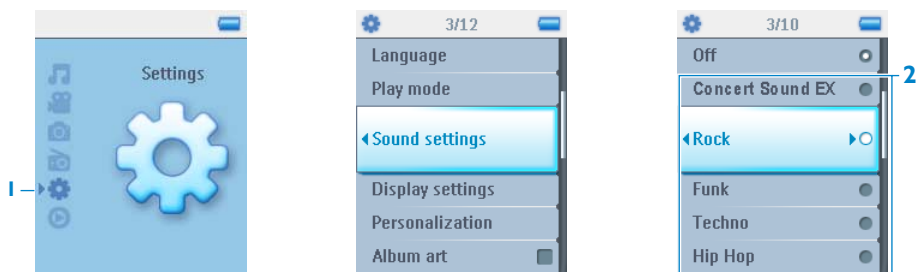 Settings
1
3/12
Language
Play mode
Sound settings
Display settings
Personalization
Album art
3/10
Off
Concert Sound EX
Rock
Funk
Techno
Hip Hop
2